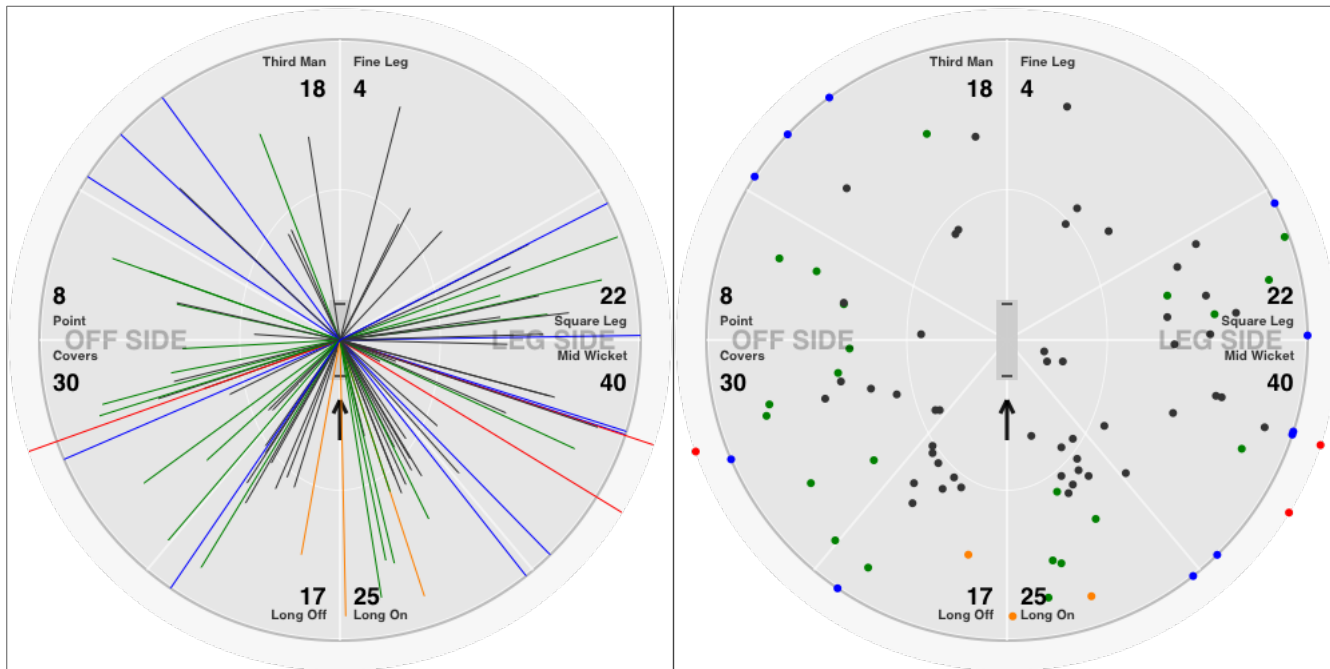 Third Man Fine Leg
18 4
8 22
Point Square Leg
OFF SIDE LEG SIDE
Covers Mid Wicket
30 40
17 25
Long Off Long On
Third Man Fine Leg
18 4
8 22
Point Square Leg
OFF SIDE LEG SIDE
Covers Mid Wicket
30 40
17 25
Long Off Long On